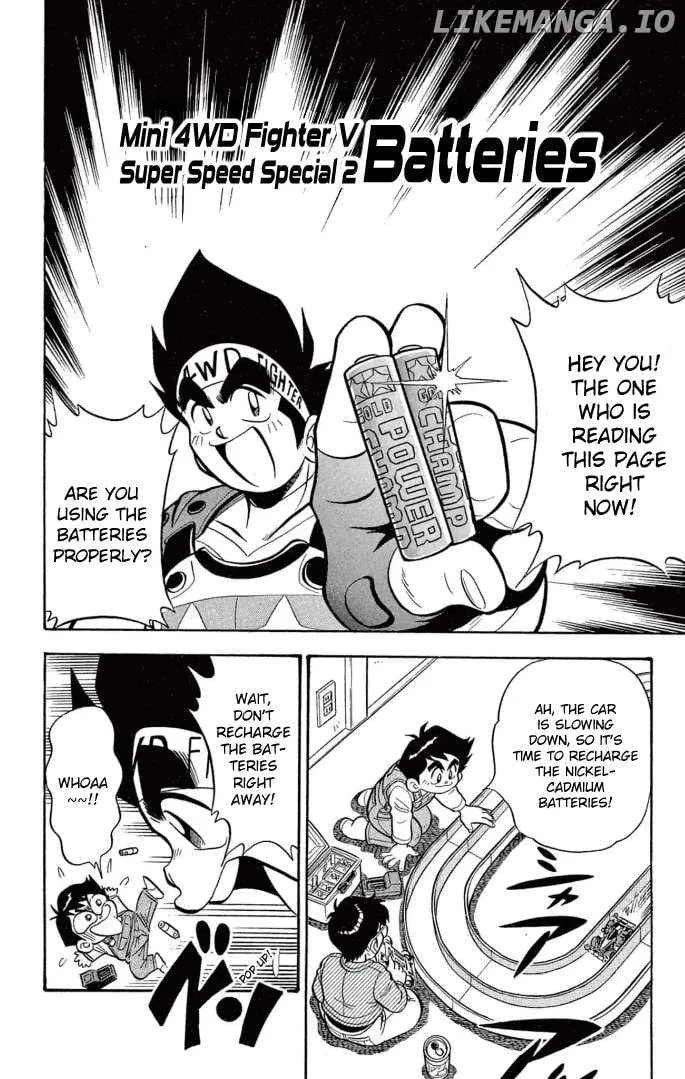 LIKEMANGA.IO
Mini 4WD Fighter V
Super Speed Special 2
Batteries
HEY YOU!
THE ONE
WHO IS
READING
THIS PAGE
RIGHT
NOW!
4WD FIGHTER
GOLD
POWER
CHAMP
CHAMP
ARE YOU
USING THE
BATTERIES
PROPERLY?
AH, THE CAR
IS SLOWING
DOWN, SO IT'S
TIME TO RECHARGE
THE NICKEL-
CADMIUM
BATTERIES!
WAIT,
DON'T
RECHARGE
THE BAT-
TERIES
RIGHT
AWAY!
WHOAA
~~!!
POP UP!